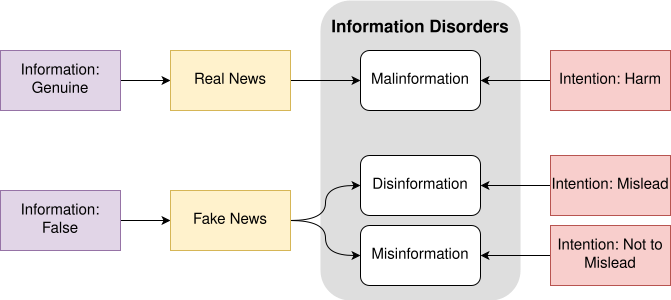 Information Disorders
Information:
Genuine
Real News
Malinformation
Intention: Harm
Information:
False
Fake News
Disinformation
Intention: Mislead
Misinformation
Intention: Not to
Mislead